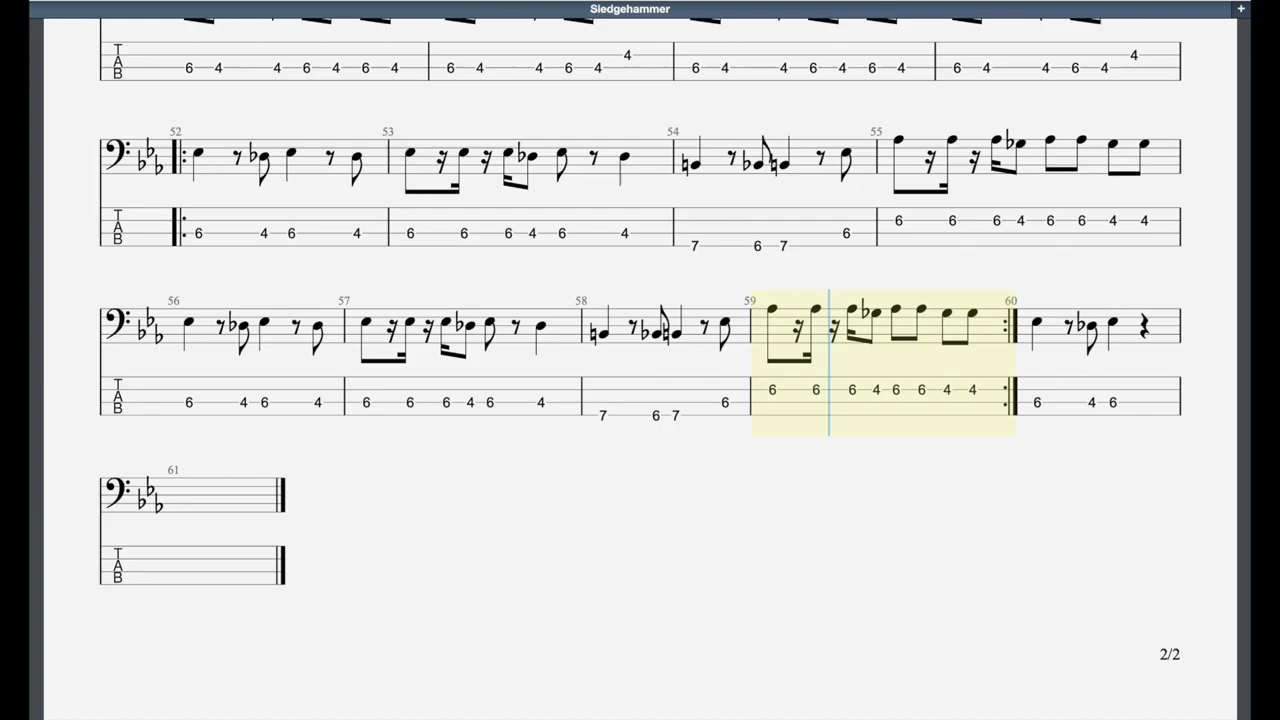 Sledgehammer +
T
A
B
6 4 4 6 4 6 4 6 4 4 6 4 4 6 4 4 6 4 6 4 6 4 4 6 4 4
52 53 54 55
T
A
B
6 4 6 4 6 6 6 4 6 4 7 6 7 6 6 6 6 4 6 6 4 4
56 57 58 59 60
6 4 6 4 6 6 6 4 6 4 7 6 7 6 6 6 6 4 6 6 4 4 6 4 6
T
A
B
61
T
A
B
2/2